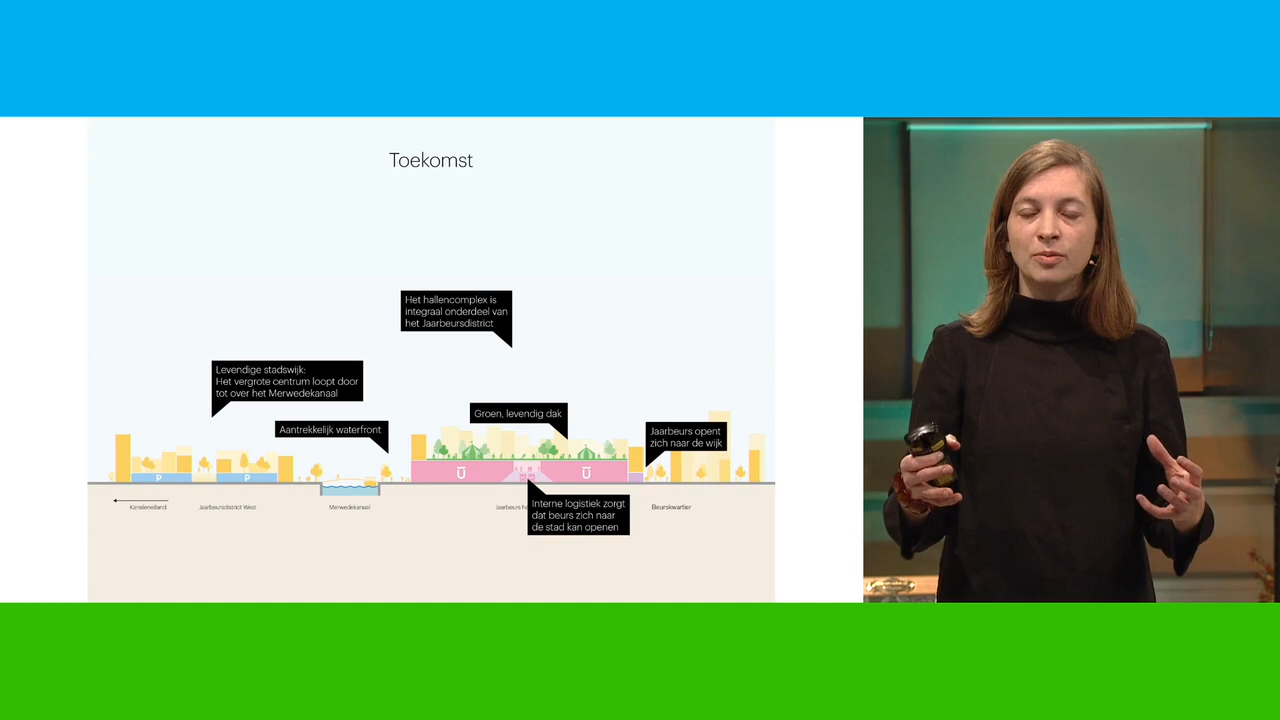 Toekomst
Het hallencomplex is
integraal onderdeel van
het Jaarbeursdistrict
Levendige stadswijk:
Het vergrote centrum loopt door
tot over het Merwedekanaal
Groen, levendig dak
Aantrekkelijk waterfront
Jaarbeurs opent
zich naar de wijk
P
P
Interne logistiek zorgt
dat beurs zich naar
de stad kan openen
Kanaleneiland
Jaarbeursdistrict West
Merwedekanaal
Jaarbeurs
Beurskwartier